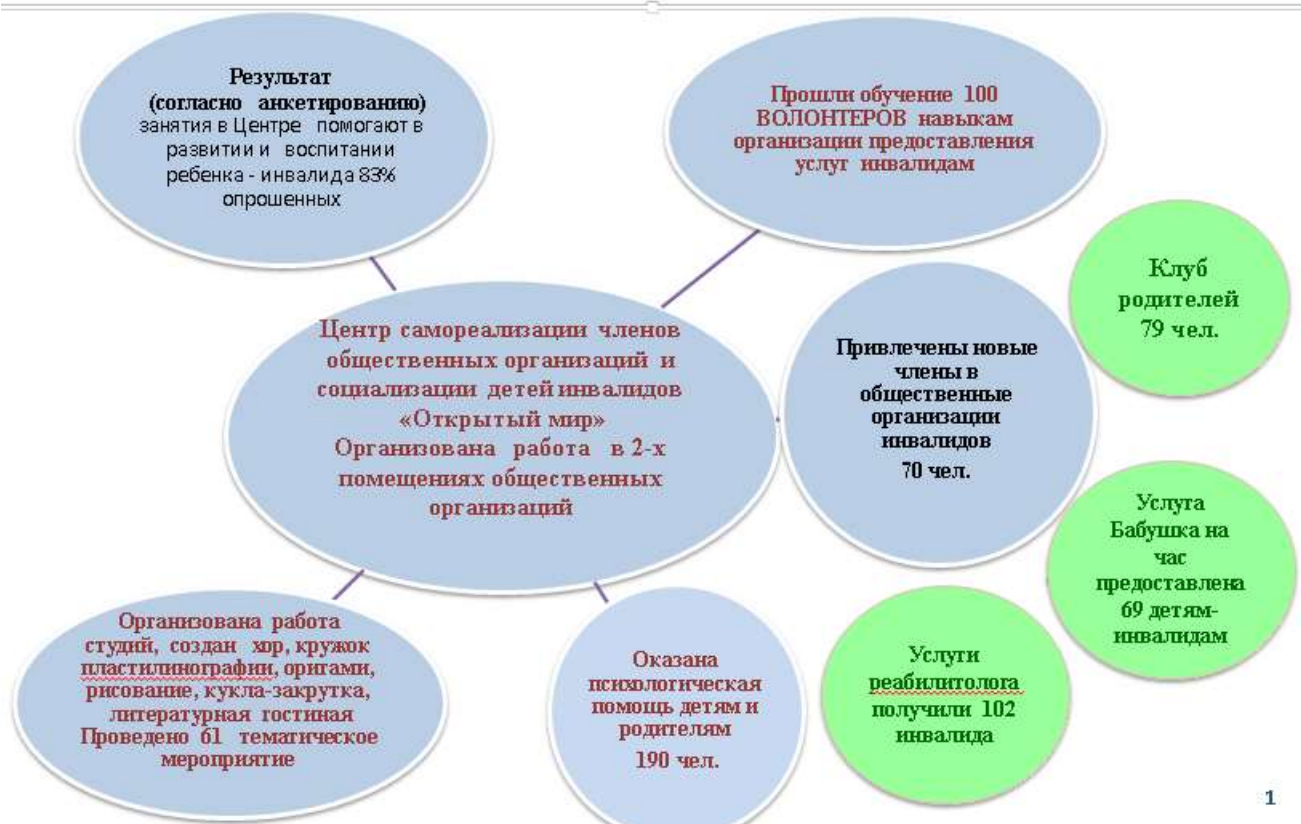 Результат
(согласно анкетированию)
занятия в Центре помогают в
развитии и воспитании
ребенка - инвалида 83%
опрошенных
Прошли обучение 100
ВОЛОНТЕРОВ навыкам
организации предоставления
услуг инвалидам
Клуб
родителей
79 чел.
Центр самореализации членов
общественных организаций и
социализации детей инвалидов
«Открытый мир»
Организована работа в 2-х
помещениях общественных
организаций
Привлечены новые
члены в
общественные
организации
инвалидов
70 чел.
Услуга
Бабушка на
час
предоставлена
69 детям-
инвалидам
Организована работа
студий, создан хор, кружок
пластилинографии, оригами,
рисование, кукла-закрутка,
литературная гостиная
Проведено 61 тематическое
мероприятие
Оказана
психологическая
помощь детям и
родителям
190 чел.
Услуги
реабилитолога
получили 102
инвалида
1